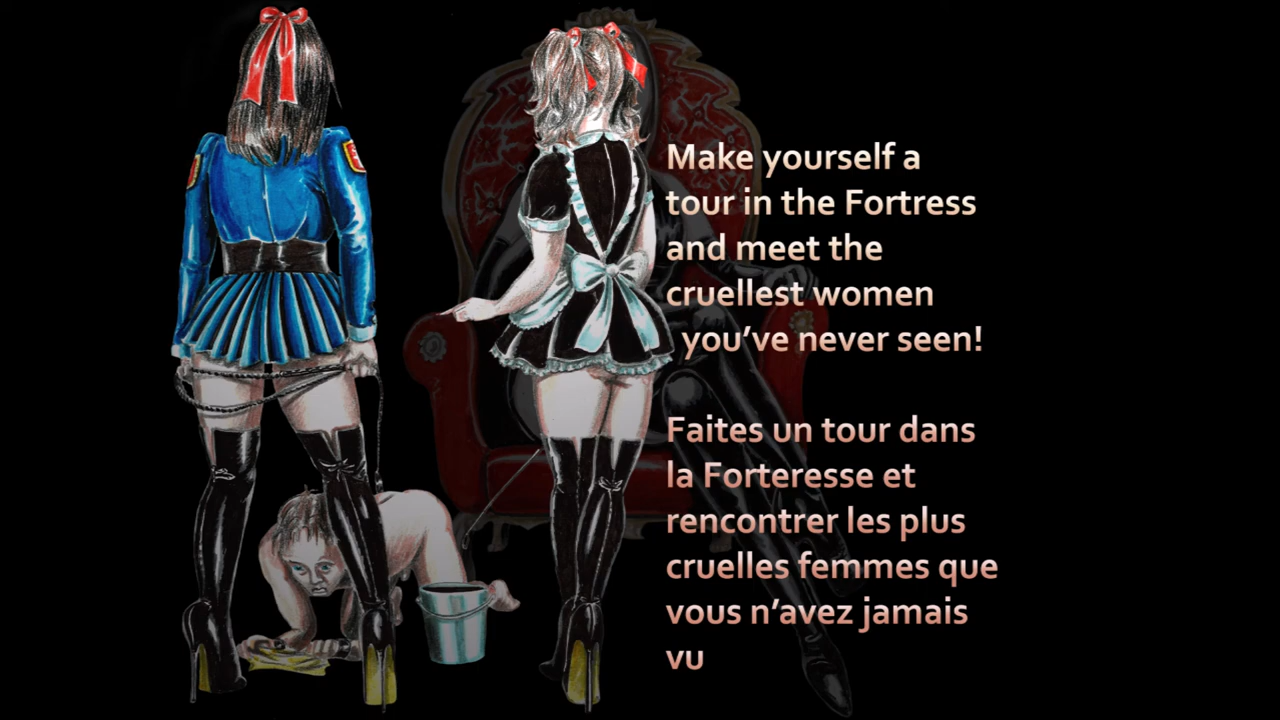 Make yourself a
tour in the Fortress
and meet the
cruellest women
you've never seen!
Faites un tour dans
la Forteresse et
rencontrer les plus
cruelles femmes que
vous n'avez jamais
vu